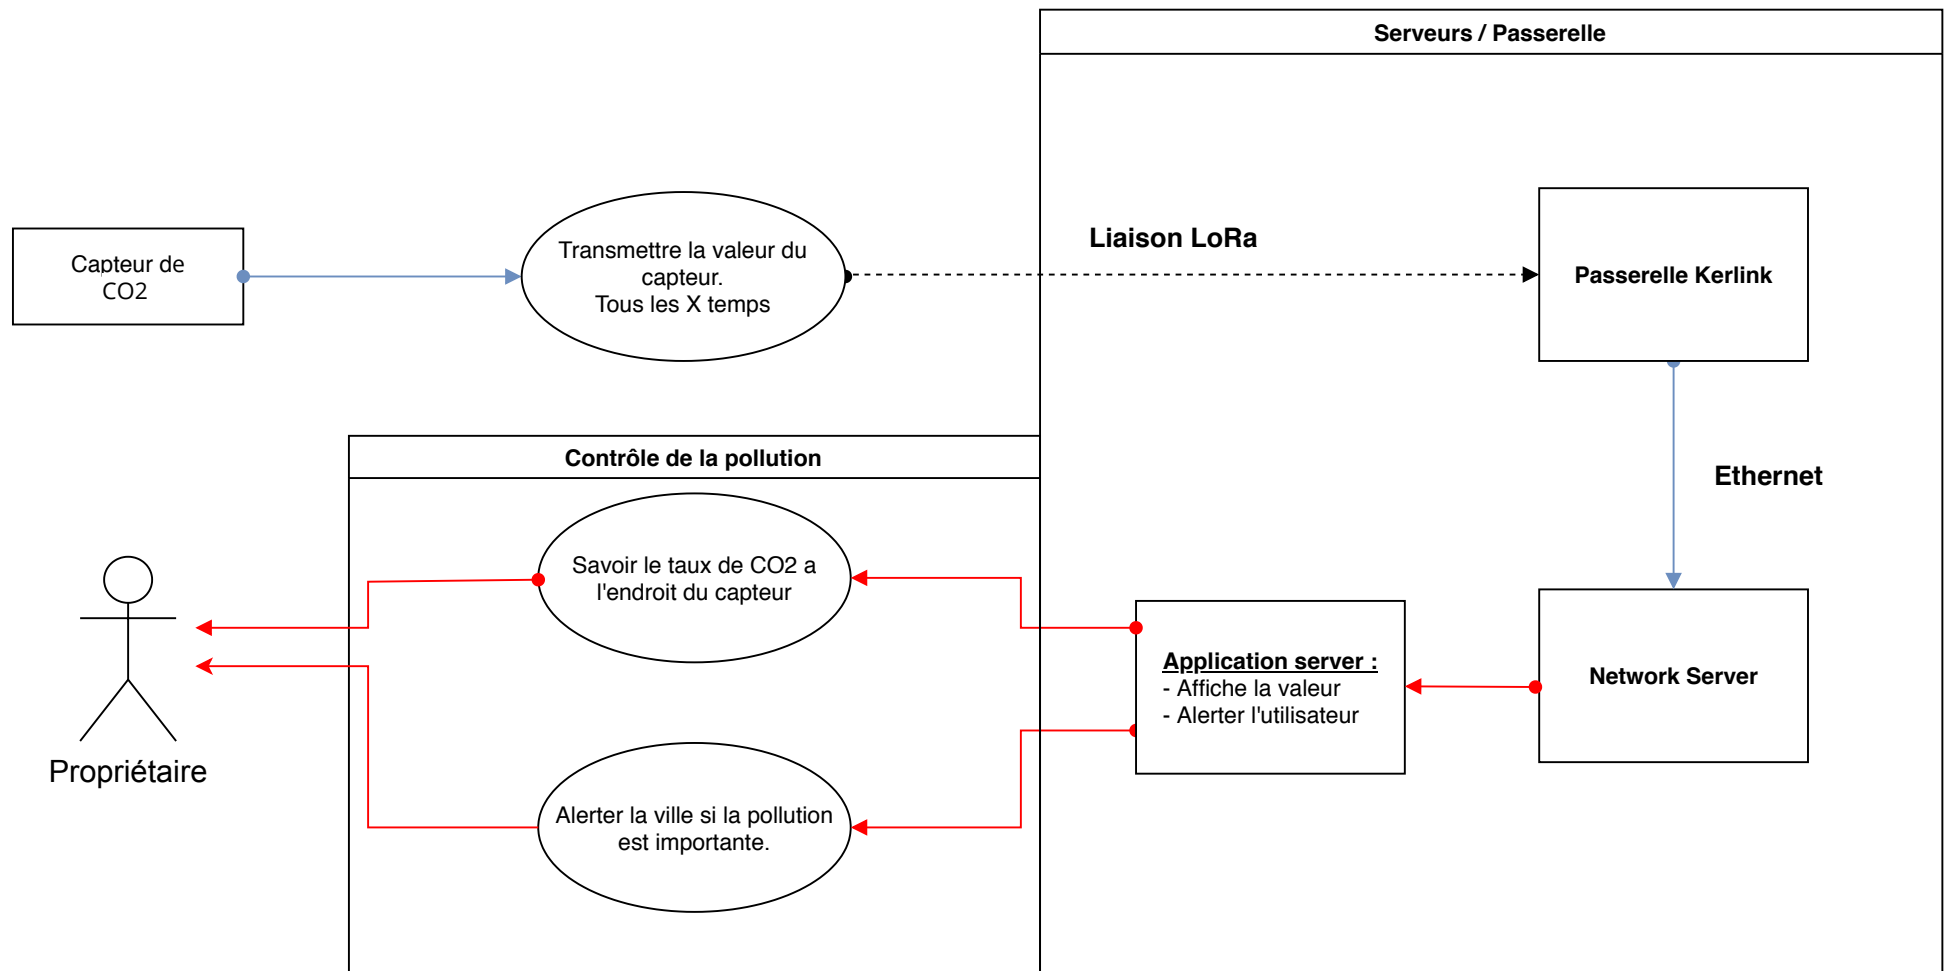 Serveurs / Passerelle
Capteur de
CO2
Transmettre la valeur du
capteur.
Tous les X temps
Liaison LoRa
Passerelle Kerlink
Ethernet
Contrôle de la pollution
Savoir le taux de CO2 a
l'endroit du capteur
Application server :
- Affiche la valeur
- Alerter l'utilisateur
Network Server
Propriétaire
Alerter la ville si la pollution
est importante.